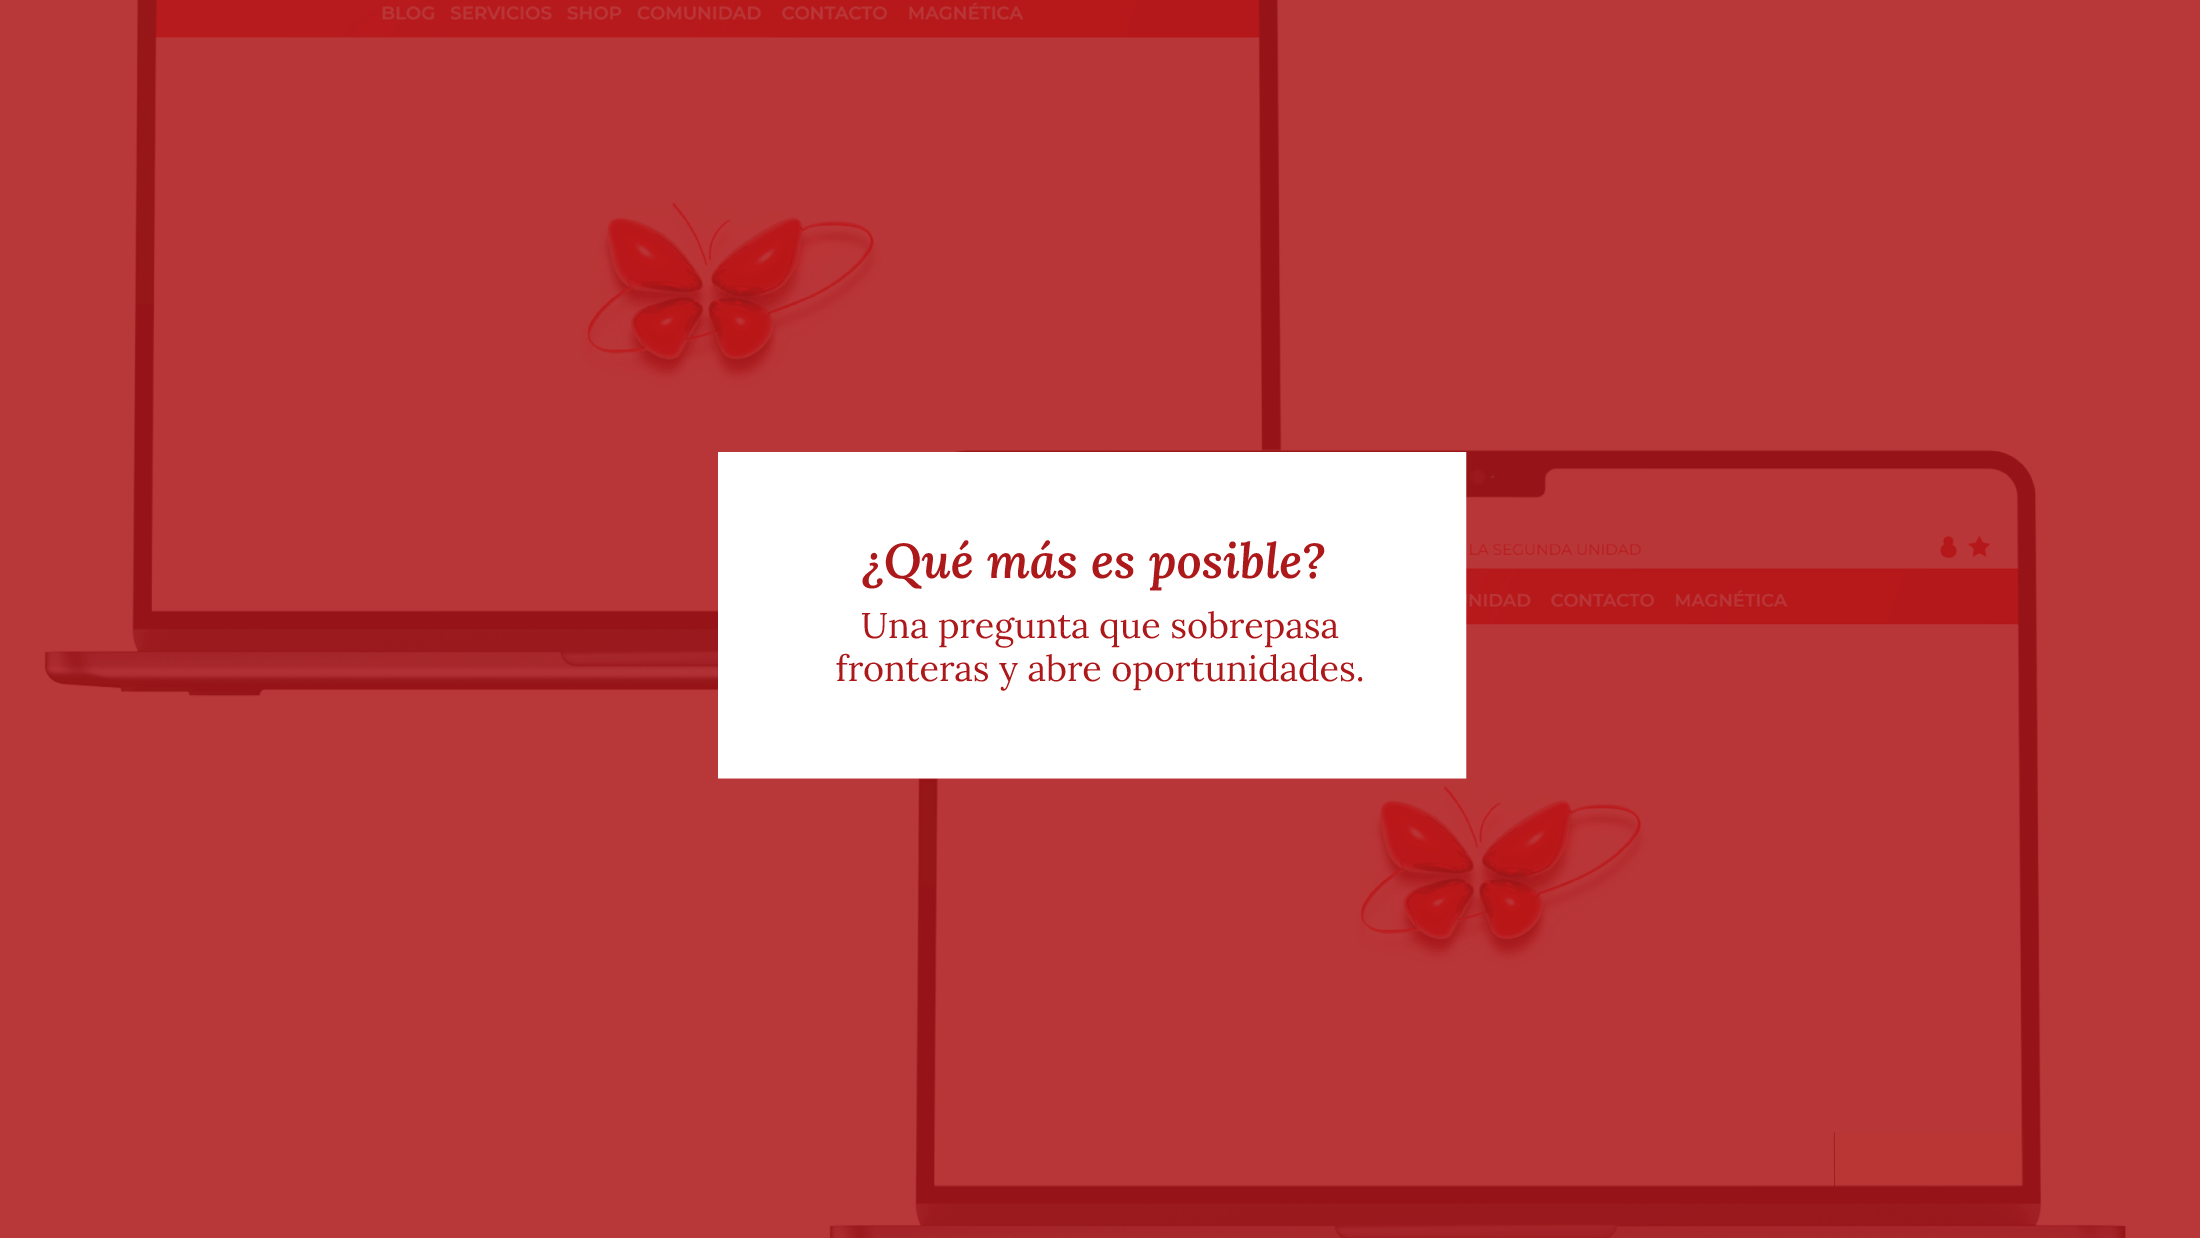 BLOG SERVICIOS SHOP COMUNIDAD CONTACTO MAGNÉTICA
¿Qué más es posible?
Una pregunta que sobrepasa
fronteras y abre oportunidades.
LA SEGUNDA UNIDAD
NIDAD CONTACTO MAGNÉTICA